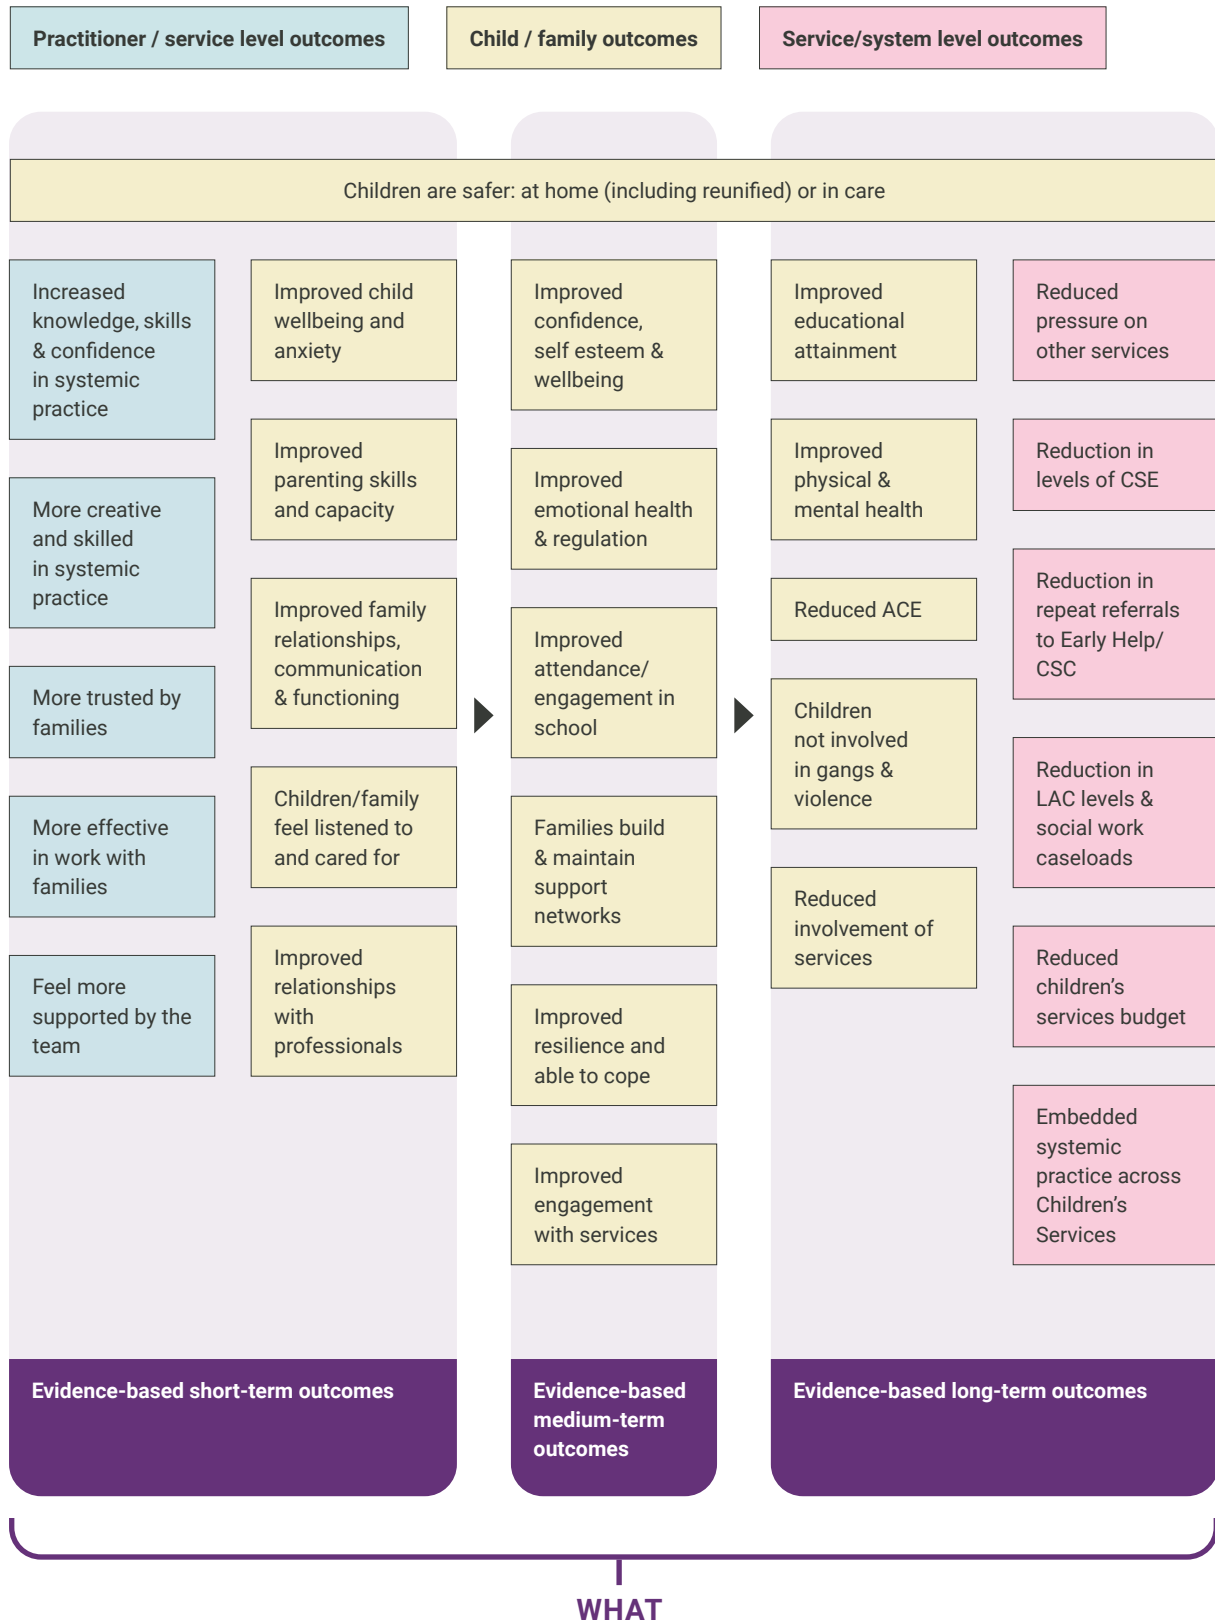 Practitioner / service level outcomes
Child / family outcomes
Service/system level outcomes
Children are safer: at home (including reunified) or in care
Increased
knowledge, skills
& confidence
in systemic
practice
More creative
and skilled
in systemic
practice
More trusted by
families
More effective
in work with
families
Feel more
supported by the
team
Improved child
wellbeing and
anxiety
Improved
parenting skills
and capacity
Improved family
relationships,
communication
& functioning
Children/family
feel listened to
and cared for
Improved
relationships
with
professionals
Improved
confidence,
self esteem &
wellbeing
Improved
emotional health
& regulation
Improved
attendance/
engagement in
school
Families build
& maintain
support
networks
Improved
resilience and
able to cope
Improved
engagement
with services
Improved
educational
attainment
Improved
physical &
mental health
Reduced ACE
Children
not involved
in gangs &
violence
Reduced
involvement of
services
Reduced
pressure on
other services
Reduction in
levels of CSE
Reduction in
repeat referrals
to Early Help/
CSC
Reduction in
LAC levels &
social work
caseloads
Reduced
children’s
services budget
Embedded
systemic
practice across
Children’s
Services
Evidence-based short-term outcomes
Evidence-based
medium-term
outcomes
Evidence-based long-term outcomes
WHAT